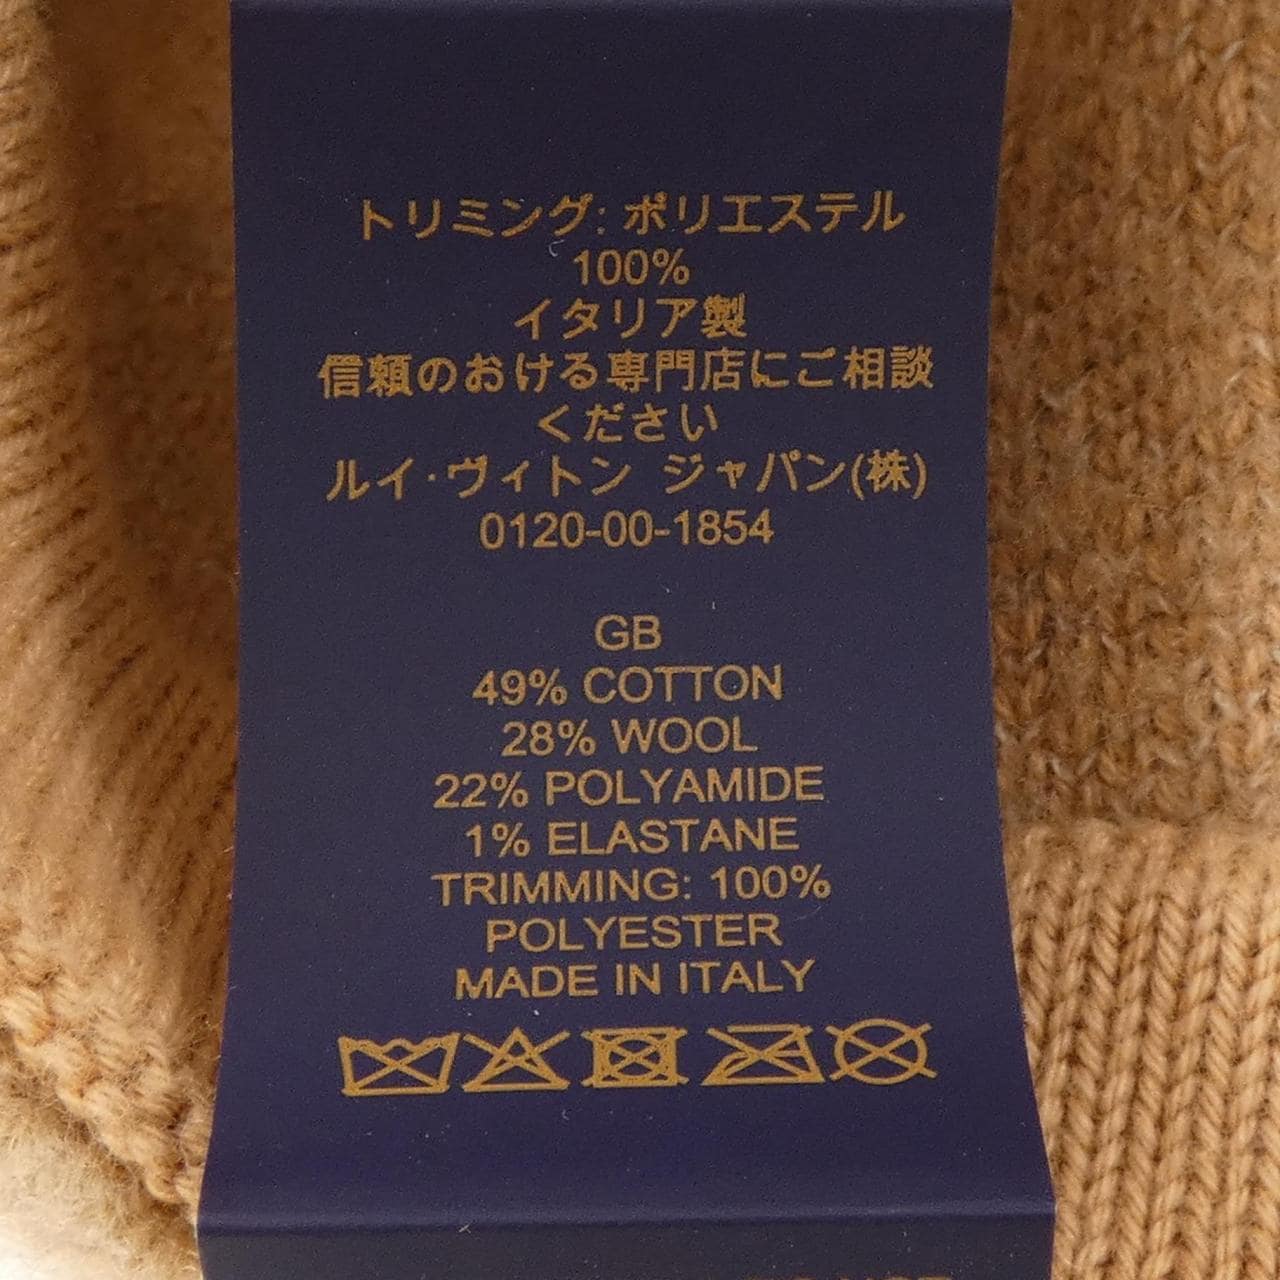 トリミング: ポリエステル
100%
イタリア製
信頼のおける専門店にご相談
ください
ルイ・ヴィトン ジャパン(株)
0120-00-1854
GB
49% COTTON
28% WOOL
22% POLYAMIDE
1% ELASTANE
TRIMMING: 100%
POLYESTER
MADE IN ITALY